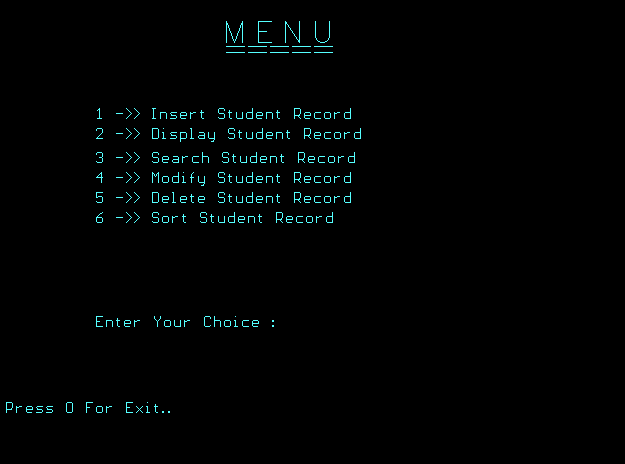 MENU
=====
1 ->> Insert Student Record
2 ->> Display Student Record
3 ->> Search Student Record
4 ->> Modify Student Record
5 ->> Delete Student Record
6 ->> Sort Student Record
Enter Your Choice :
Press 0 For Exit..